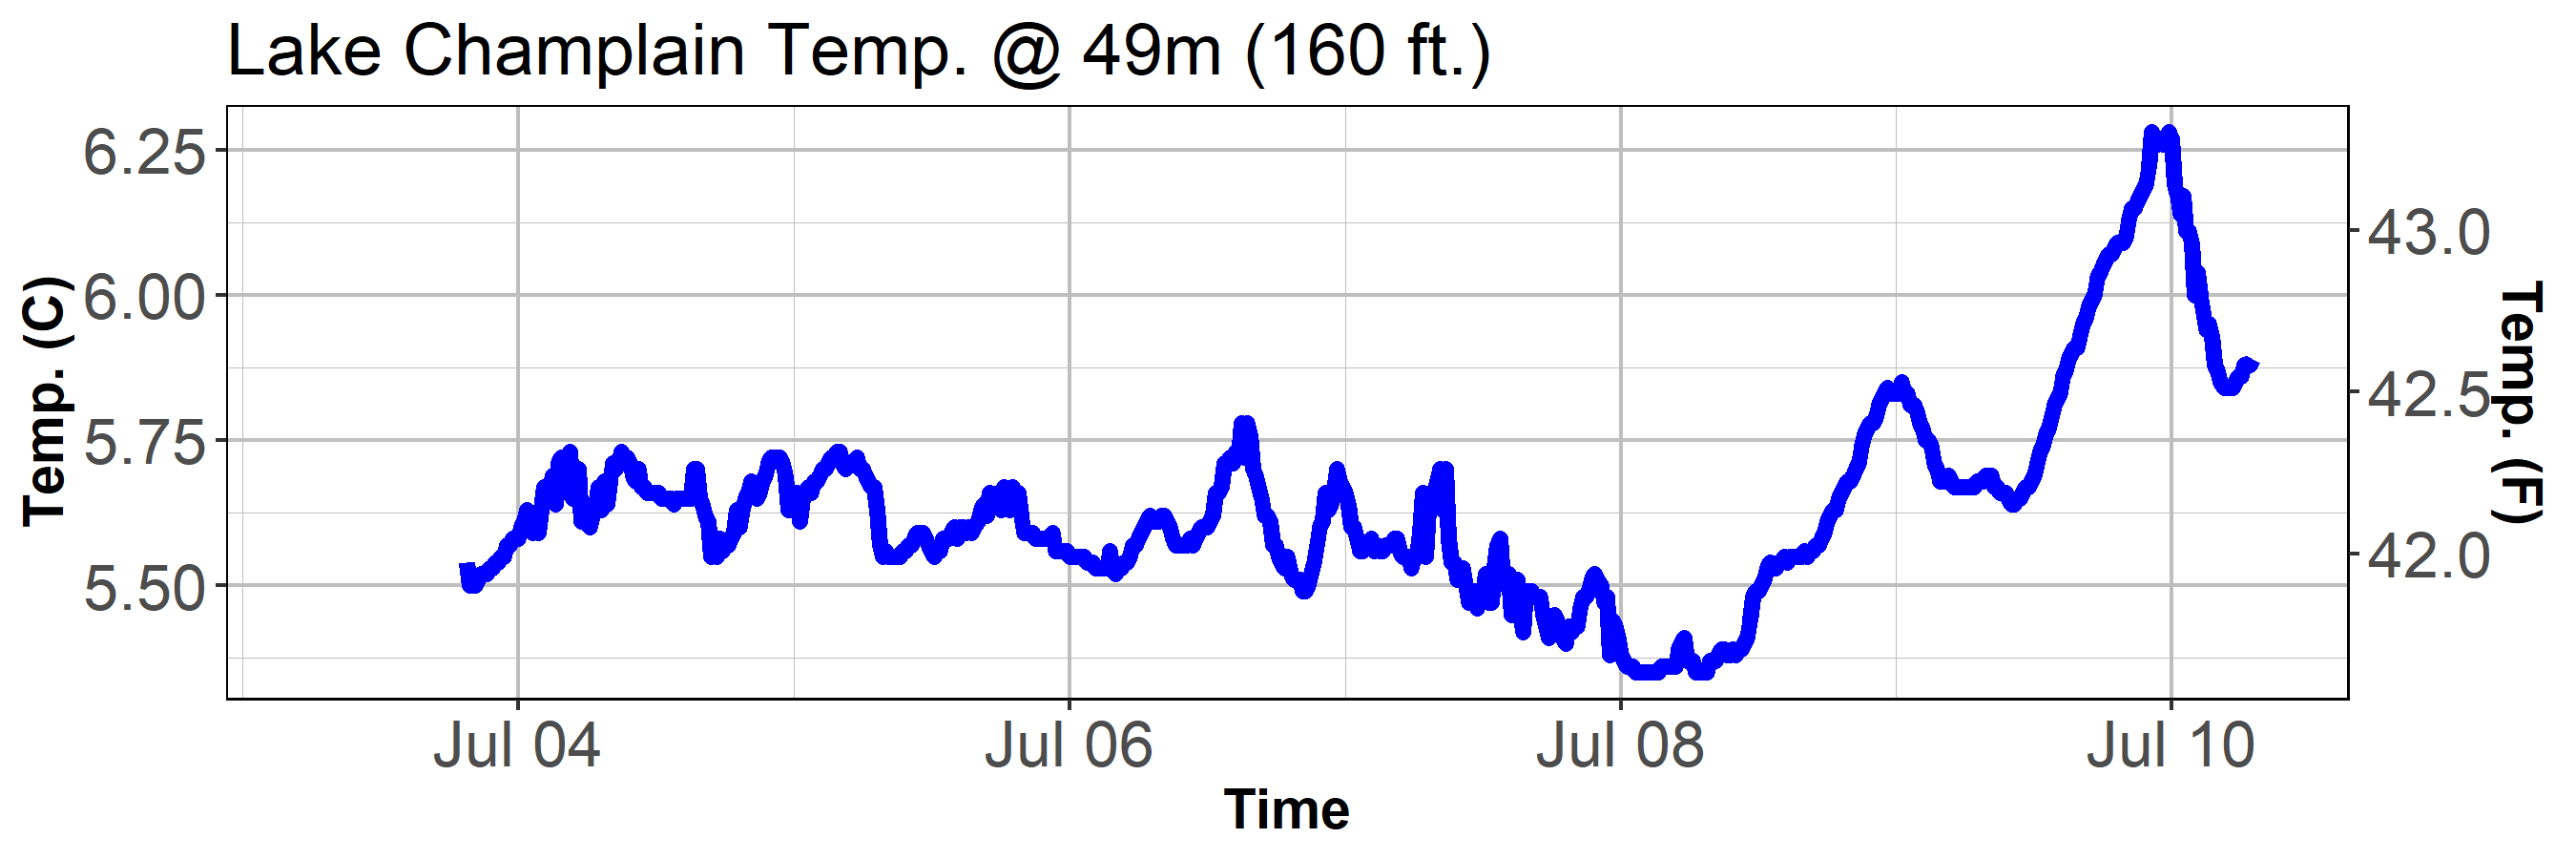 Lake Champlain Temp. @ 49m (160 ft.)
Temp. (C)
6.25
6.00
5.75
5.50
43.0
42.5
42.0
Temp. (F)
Jul 04 Jul 06 Jul 08 Jul 10
Time